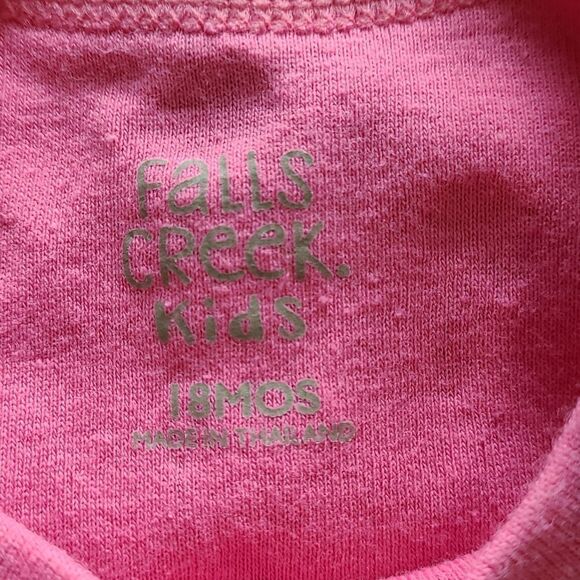 Falls
CReeK.
Kids
18MOS
MADE IN THAILAND